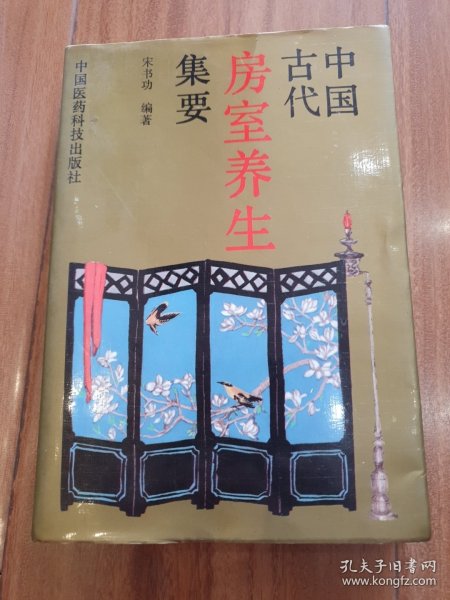 中国
古代
房室养生
集要
宋书功 编著
中国医药科技出版社
孔夫子旧书网
www.kongfz.com